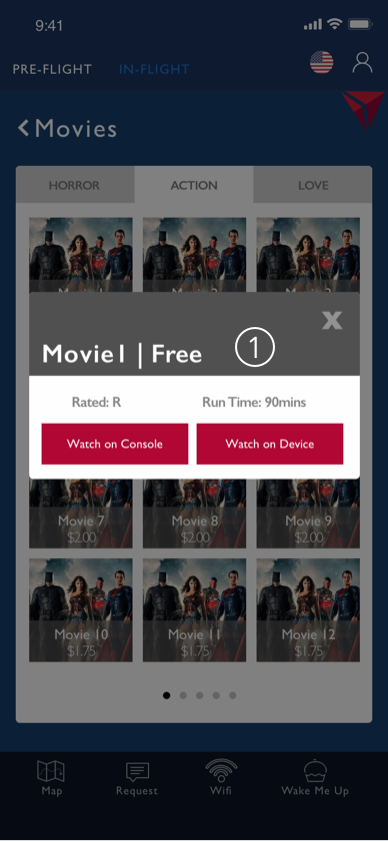 9:41
PRE-FLIGHT IN-FLIGHT
Movies
HORROR ACTION LOVE
Movie1 | Free
1
X
Rated: R Run Time: 90mins
Watch on Console Watch on Device
Movie 7 Movie 8 Movie 9
$2.00 $2.00 $2.00
Movie 10 Movie 11 Movie 12
$1.75 $1.75 $1.75
Map Request Wifi Wake Me Up